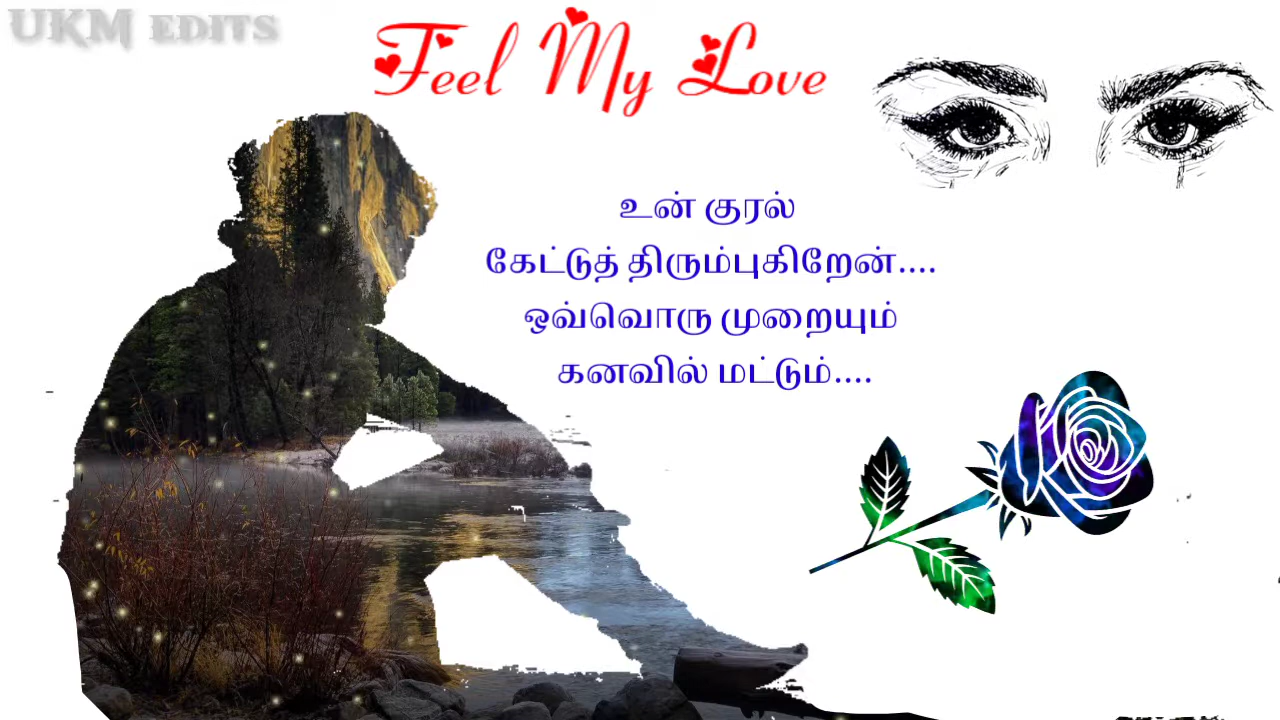 UKM EDITS
Feel My Love
உன் குரல்
கேட்டுத் திரும்புகிறேன்....
ஒவ்வொரு முறையும்
கனவில் மட்டும்....